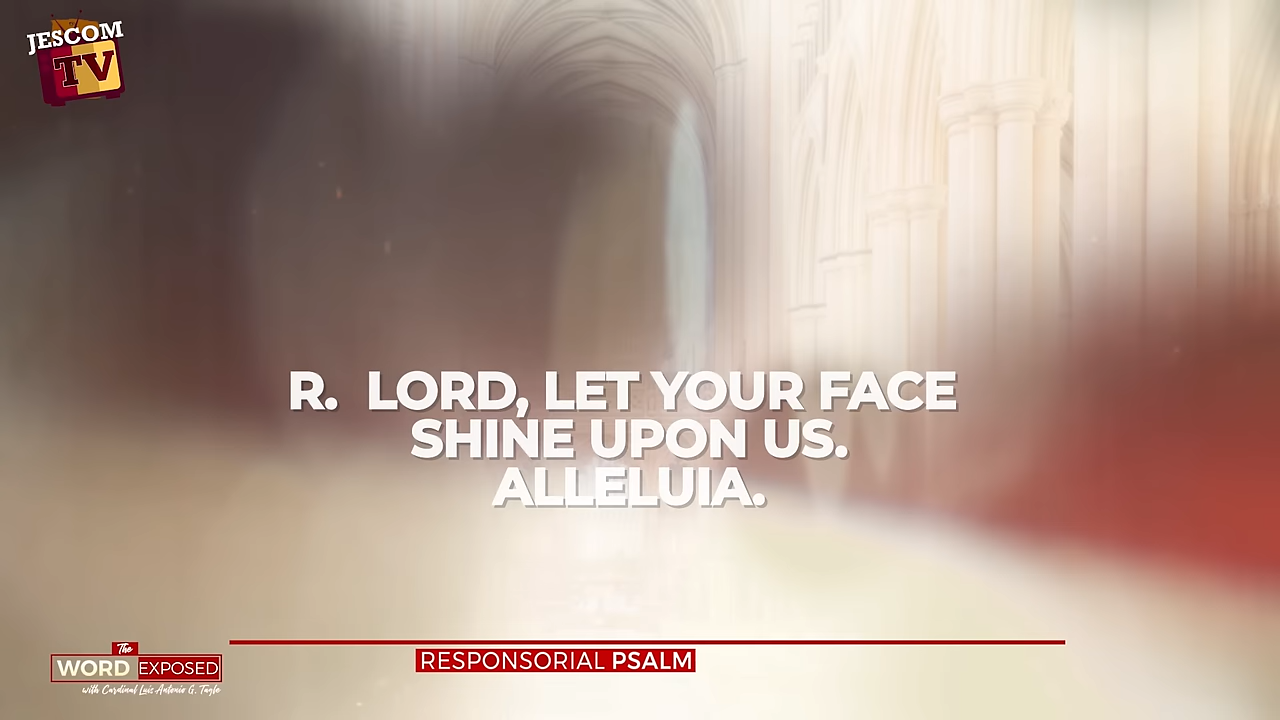 JESCOM
TV
R. LORD, LET YOUR FACE
SHINE UPON US.
ALLELUIA.
The
WORD EXPOSED
with Cardinal Luis Antonio G. Tagle
RESPONSORIAL PSALM